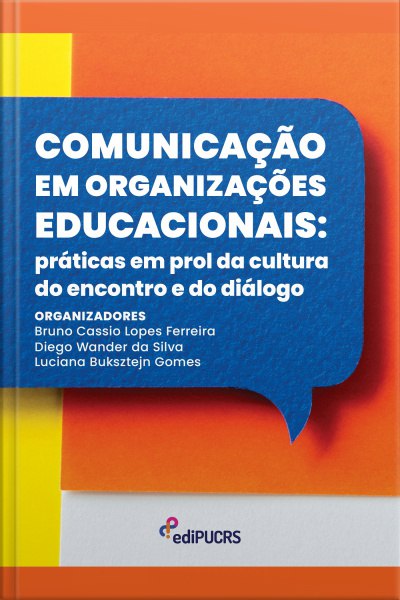 COMUNICAÇÃO
EM ORGANIZAÇÕES
EDUCACIONAIS:
práticas em prol da cultura
do encontro e do diálogo
ORGANIZADORES
Bruno Cassio Lopes Ferreira
Diego Wander da Silva
Luciana Buksztejn Gomes
ediPUCRS